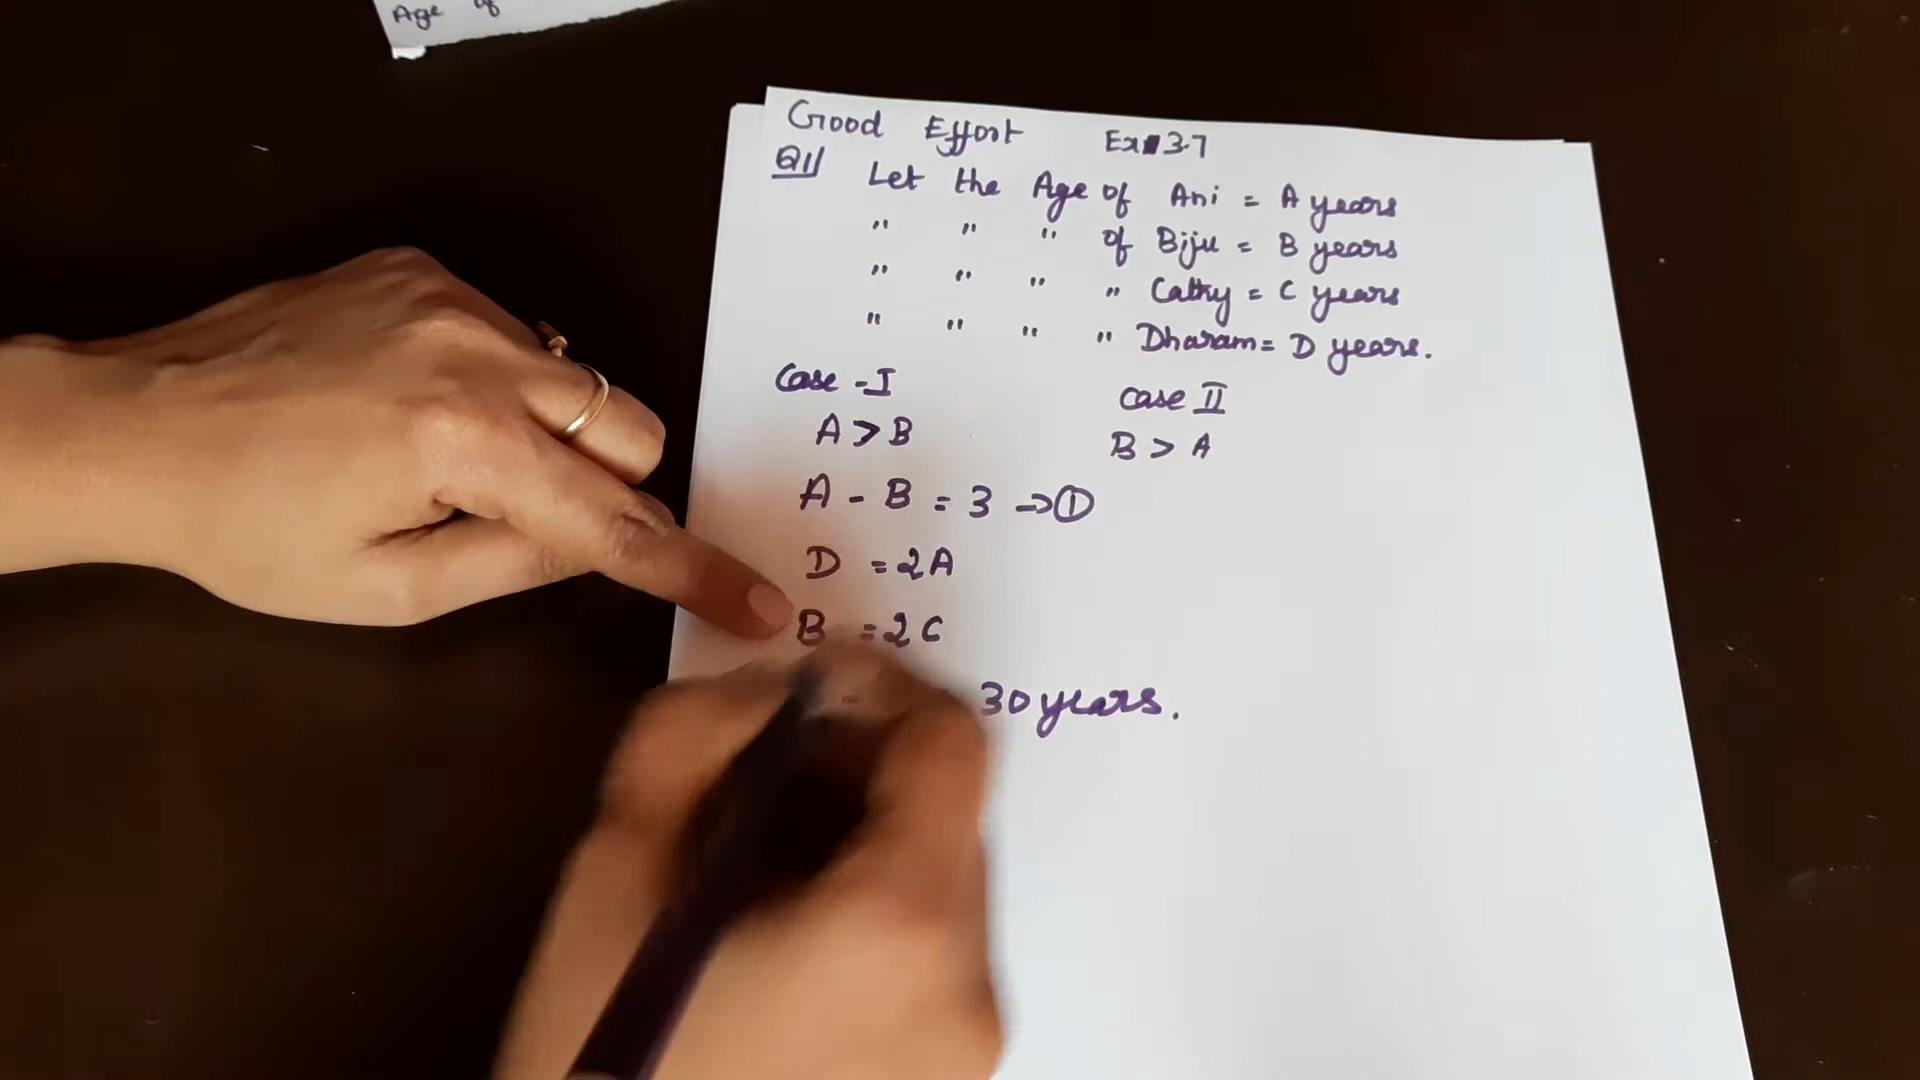 Age of
Good Effort Ex 3.7
Q1 Let the Age of Ani = A years
" " " of Biju = B years
" " " " Cathy = C years
" " " " Dharam = D years.
Case - I
Case II
A > B
B > A
A - B = 3 → ①
D = 2A
B = 2C
30 years.